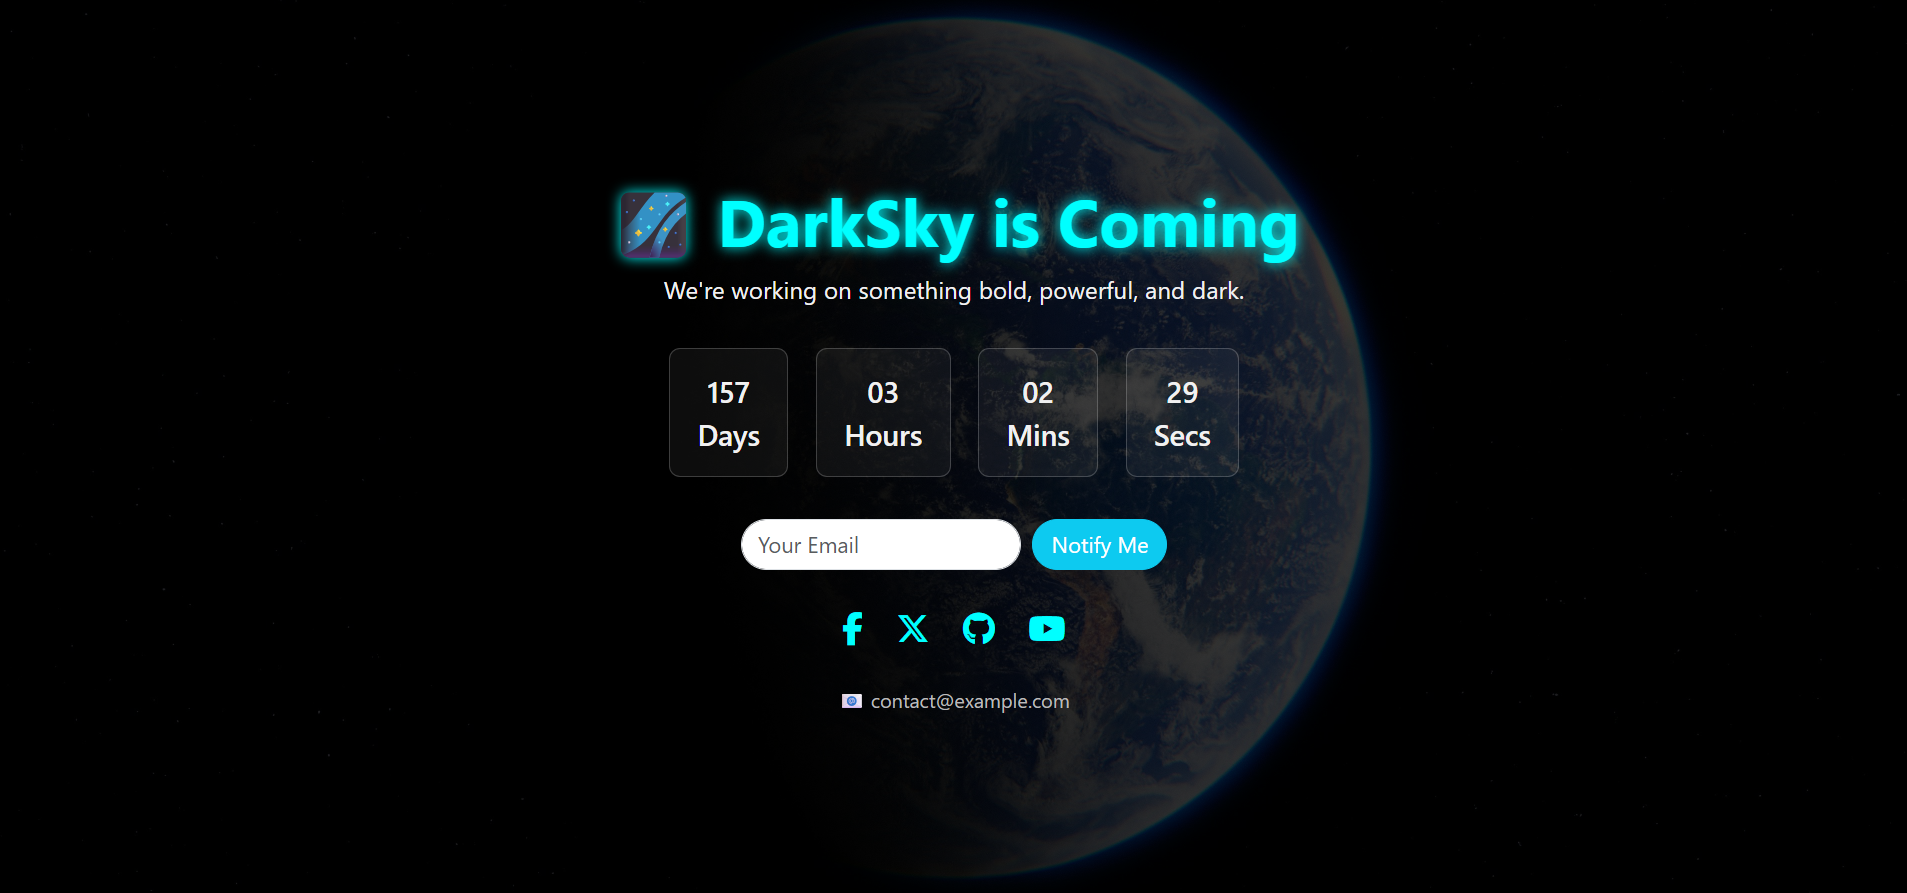 DarkSky is Coming
We're working on something bold, powerful, and dark.
157 03 02 29
Days Hours Mins Secs
Your Email Notify Me
contact@example.com